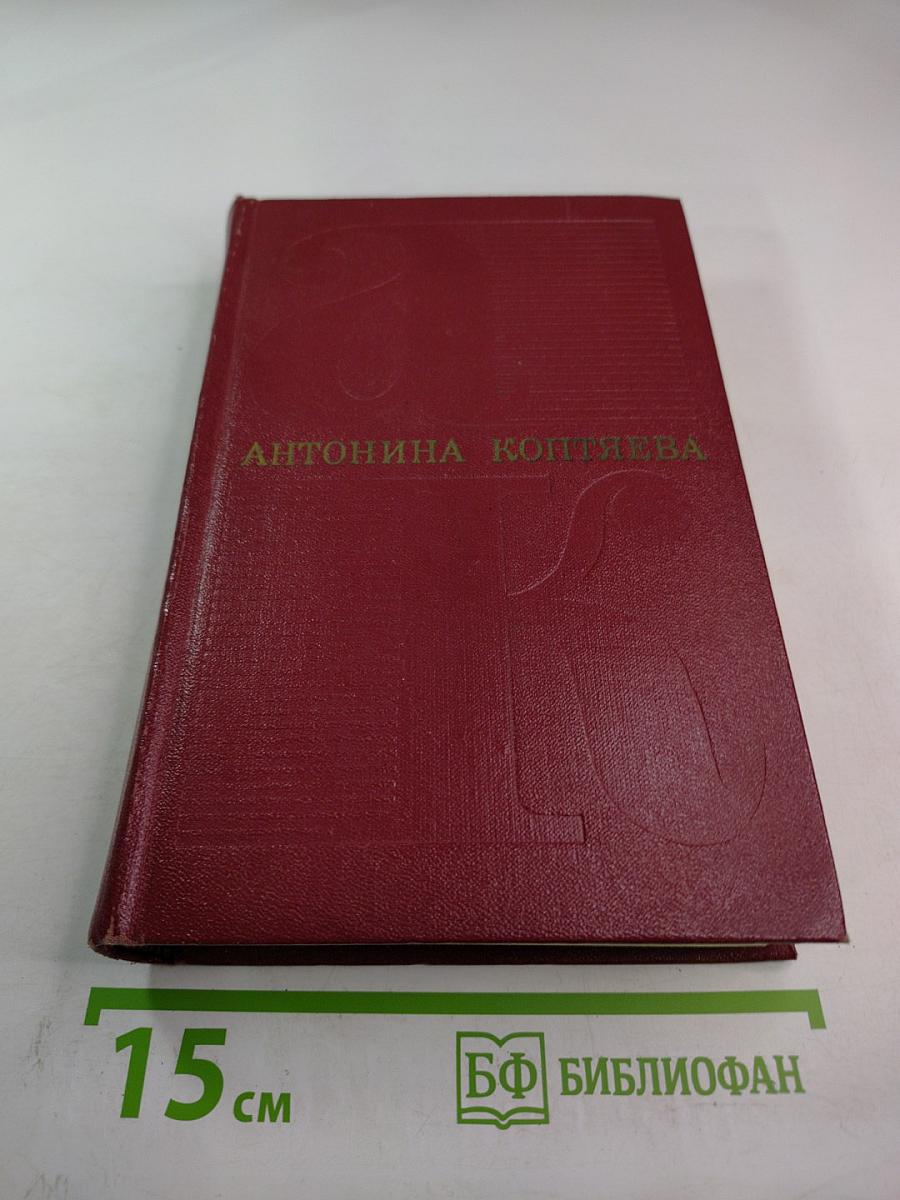 АНТОНИНА КОПТЯЕВА
15 см
БФ БИБЛИОФАН